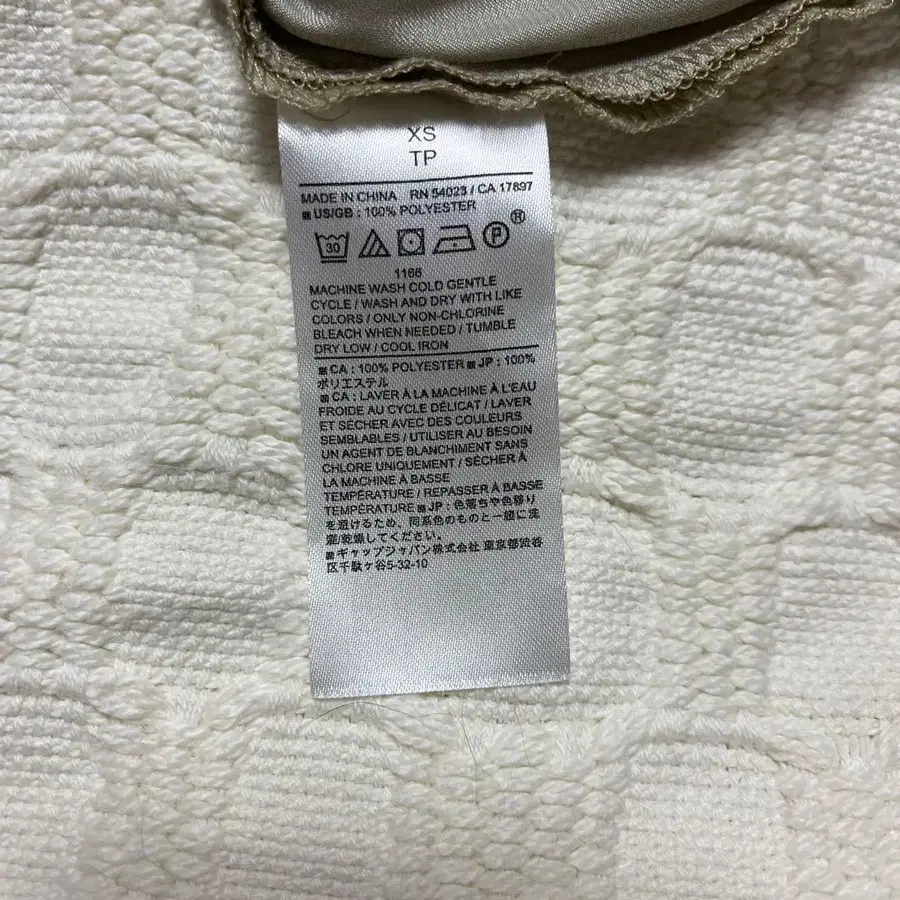 XS
TP
MADE IN CHINA RN 54023 / CA 17897
■ US/GB : 100% POLYESTER
30 P ®
1166
MACHINE WASH COLD GENTLE
CYCLE / WASH AND DRY WITH LIKE
COLORS / ONLY NON-CHLORINE
BLEACH WHEN NEEDED / TUMBLE
DRY LOW / COOL IRON
■ CA : 100% POLYESTER ■ JP : 100%
ポリエステル
■ CA : LAVER À LA MACHINE À L'EAU
FROIDE AU CYCLE DÉLICAT / LAVER
ET SÉCHER AVEC DES COULEURS
SEMBLABLES / UTILISER AU BESOIN
UN AGENT DE BLANCHIMENT SANS
CHLORE UNIQUEMENT / SÉCHER À
LA MACHINE À BASSE
TEMPÉRATURE / REPASSER À BASSE
TEMPÉRATURE ■ JP : 色落ちや色移り
を避けるため、同系色のものと一緒に洗
濯/乾燥してください。
■ ギャップジャパン株式会社 東京都渋谷
区千駄ヶ谷5-32-10